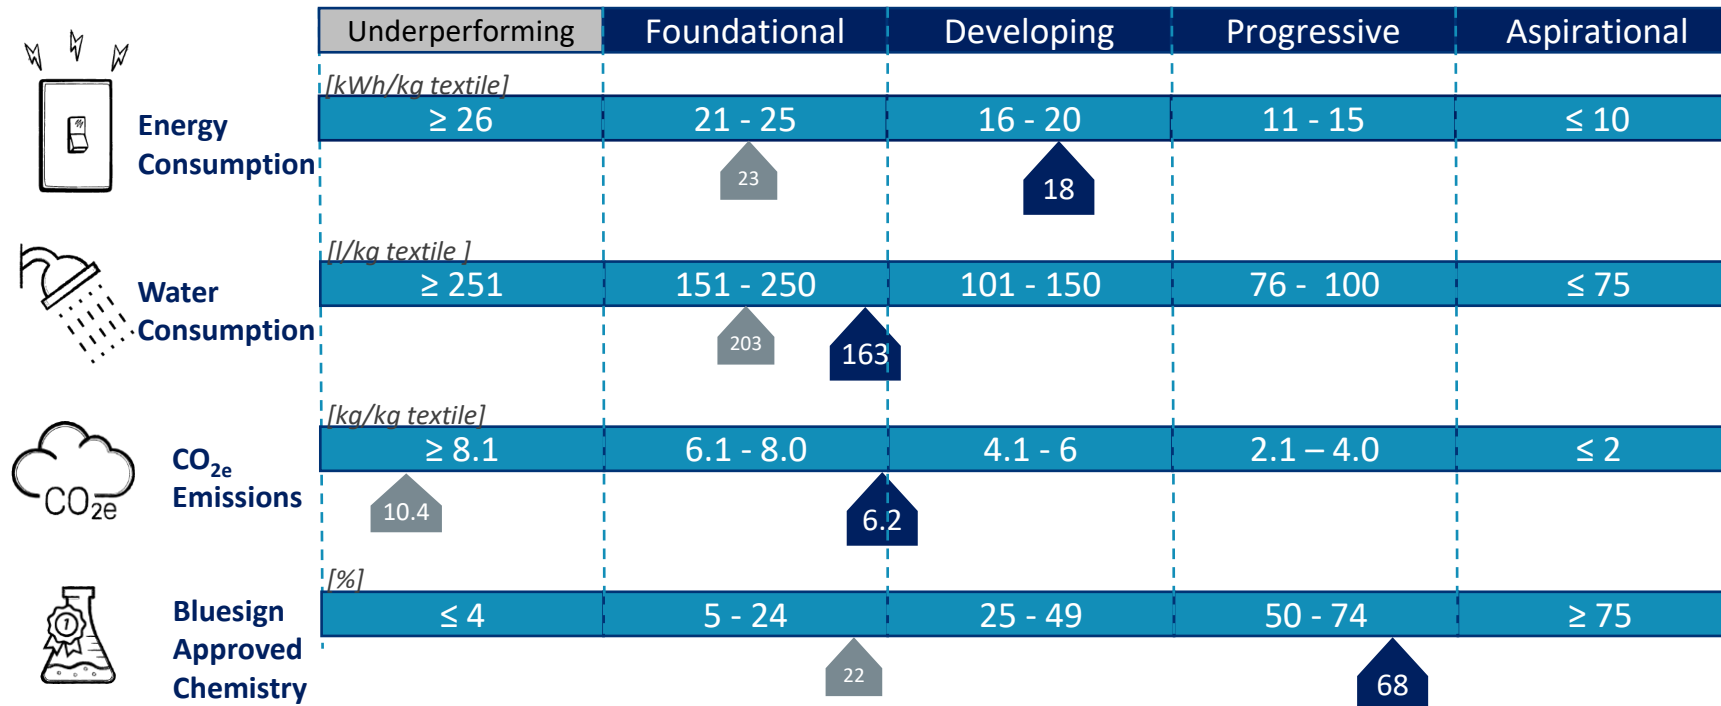 Underperforming Foundational Developing Progressive Aspirational
[kWh/kg textile]
Energy Consumption
≥ 26 21 - 25 16 - 20 11 - 15 ≤ 10
23 18
[l/kg textile ]
Water Consumption
≥ 251 151 - 250 101 - 150 76 - 100 ≤ 75
203 163
[kg/kg textile]
CO2e
CO2e Emissions
≥ 8.1 6.1 - 8.0 4.1 - 6 2.1 – 4.0 ≤ 2
10.4 6.2
[%]
1
Bluesign Approved Chemistry
≤ 4 5 - 24 25 - 49 50 - 74 ≥ 75
22 68